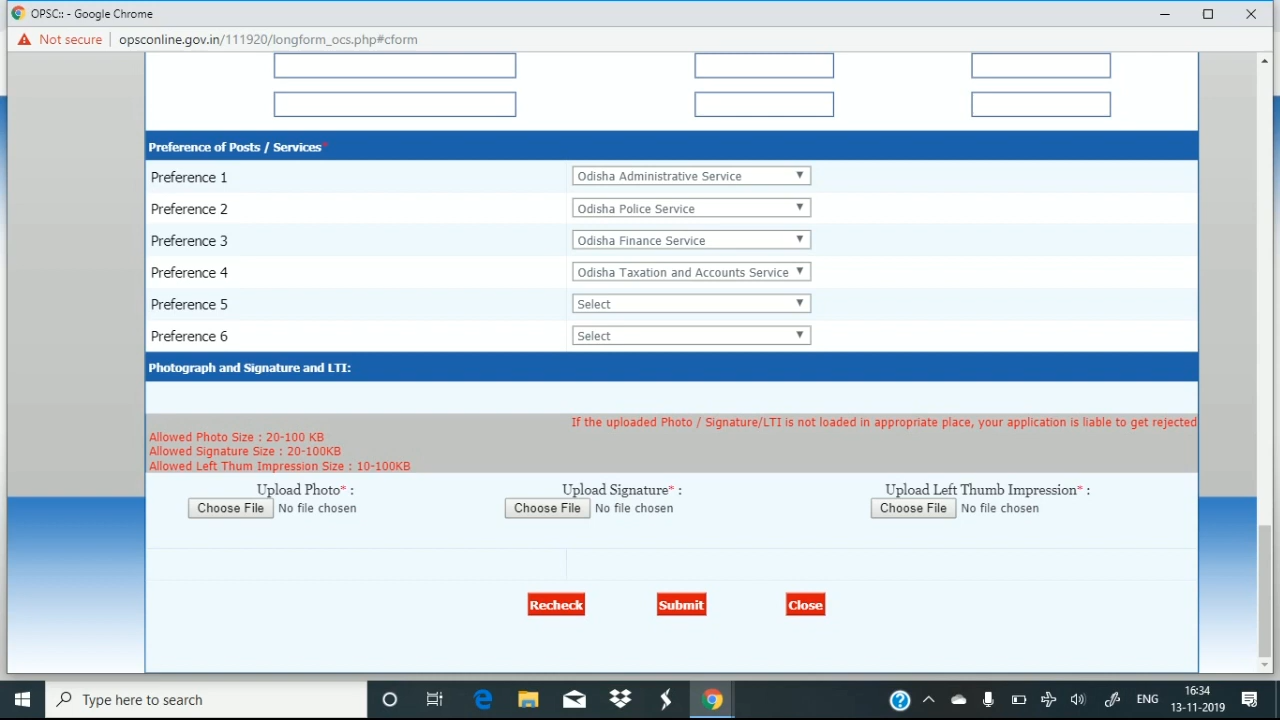 OPSC:: - Google Chrome
Not secure opsconline.gov.in/111920/longform_ocs.php#cform
Preference of Posts / Services*
Preference 1 Odisha Administrative Service
Preference 2 Odisha Police Service
Preference 3 Odisha Finance Service
Preference 4 Odisha Taxation and Accounts Service
Preference 5 Select
Preference 6 Select
Photograph and Signature and LTI:
If the uploaded Photo / Signature/LTI is not loaded in appropriate place, your application is liable to get rejected
Allowed Photo Size : 20-100 KB
Allowed Signature Size : 20-100KB
Allowed Left Thum Impression Size : 10-100KB
Upload Photo* : Upload Signature* : Upload Left Thumb Impression* :
Choose File No file chosen Choose File No file chosen Choose File No file chosen
Recheck Submit Close
Type here to search ENG 16:34
13-11-2019